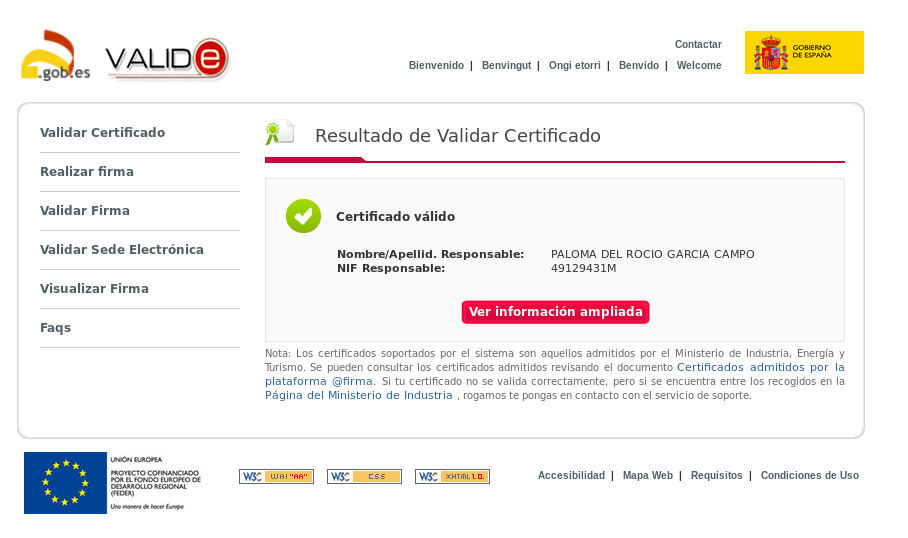 .gob.es
VALIDe
Contactar
Bienvenido | Benvingut | Ongi etorri | Benvido | Welcome
GOBIERNO
DE ESPAÑA
Validar Certificado
Realizar firma
Validar Firma
Validar Sede Electrónica
Visualizar Firma
Faqs
Resultado de Validar Certificado
Certificado válido
Nombre/Apellid. Responsable: PALOMA DEL ROCIO GARCIA CAMPO
NIF Responsable: 49129431M
Ver información ampliada
Nota: Los certificados soportados por el sistema son aquellos admitidos por el Ministerio de Industria, Energía y
Turismo. Se pueden consultar los certificados admitidos revisando el documento Certificados admitidos por la
plataforma @firma. Si tu certificado no se valida correctamente, pero si se encuentra entre los recogidos en la
Página del Ministerio de Industria , rogamos te pongas en contacto con el servicio de soporte.
UNIÓN EUROPEA
PROYECTO COFINANCIADO
POR EL FONDO EUROPEO DE
DESARROLLO REGIONAL
(FEDER)
Una manera de hacer Europa
W3C WAI "AA"
W3C CSS
W3C XHTML 1.0
Accesibilidad | Mapa Web | Requisitos | Condiciones de Uso